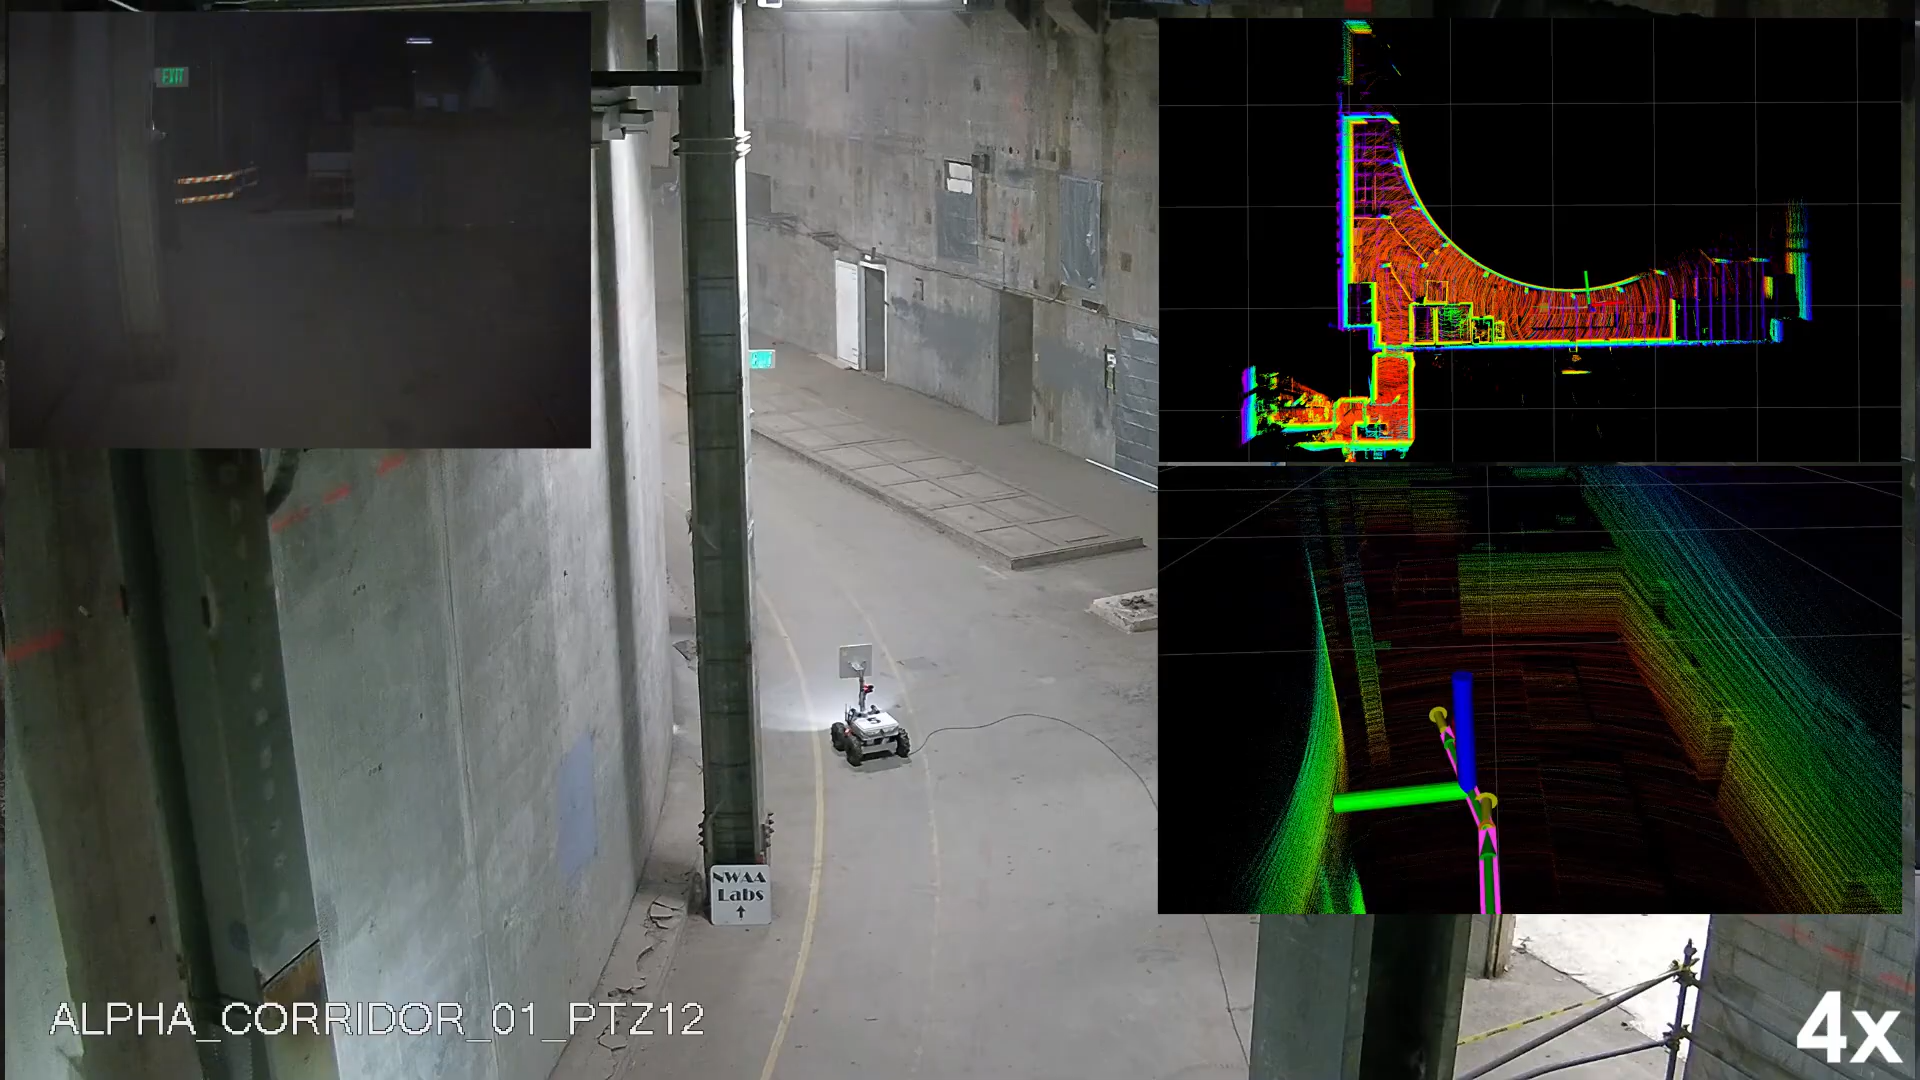 EXIT
NWAA
Labs
↑
ALPHA_CORRIDOR_01_PTZ12
4x